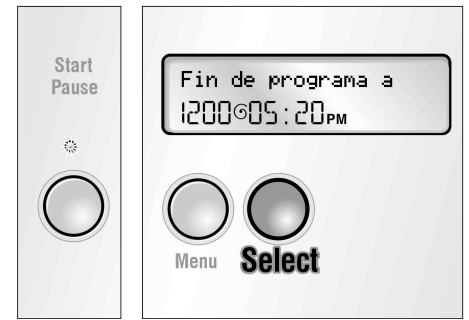 Start
Pause
Fin de programa a
1200 05:20PM
Menu Select